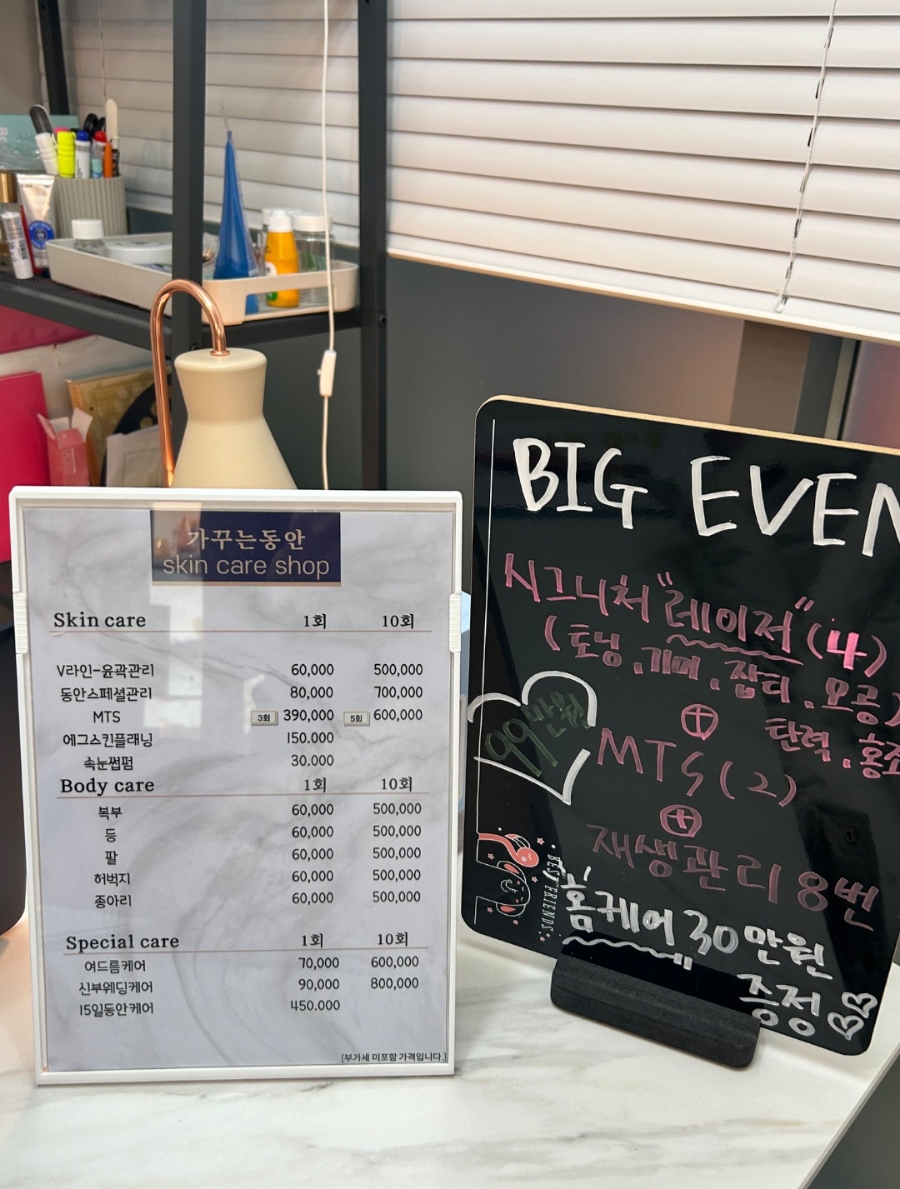 가꾸는동안
skin care shop
Skin care 1회 10회
V라인-윤곽관리 60,000 500,000
동안스페셜관리 80,000 700,000
MTS 3회 390,000 5회 600,000
에그스킨플래닝 150.000
속눈썹펌 30.000
Body care 1회 10회
복부 60,000 500,000
등 60,000 500,000
팔 60,000 500,000
허벅지 60,000 500,000
종아리 60,000 500,000
Special care 1회 10회
여드름케어 70,000 600,000
신부웨딩케어 90,000 800,000
15일동안케어 450.000
[부가세 미포함 가격입니다.]
BIG EVEN
시그니처 "레이저" (4)
(토닝, 기미, 잡티, 모공)
탄력, 홍조
99만원
MTS (2)
재생관리 8번
BEST FRIENDS
홈케어 30만원
증정